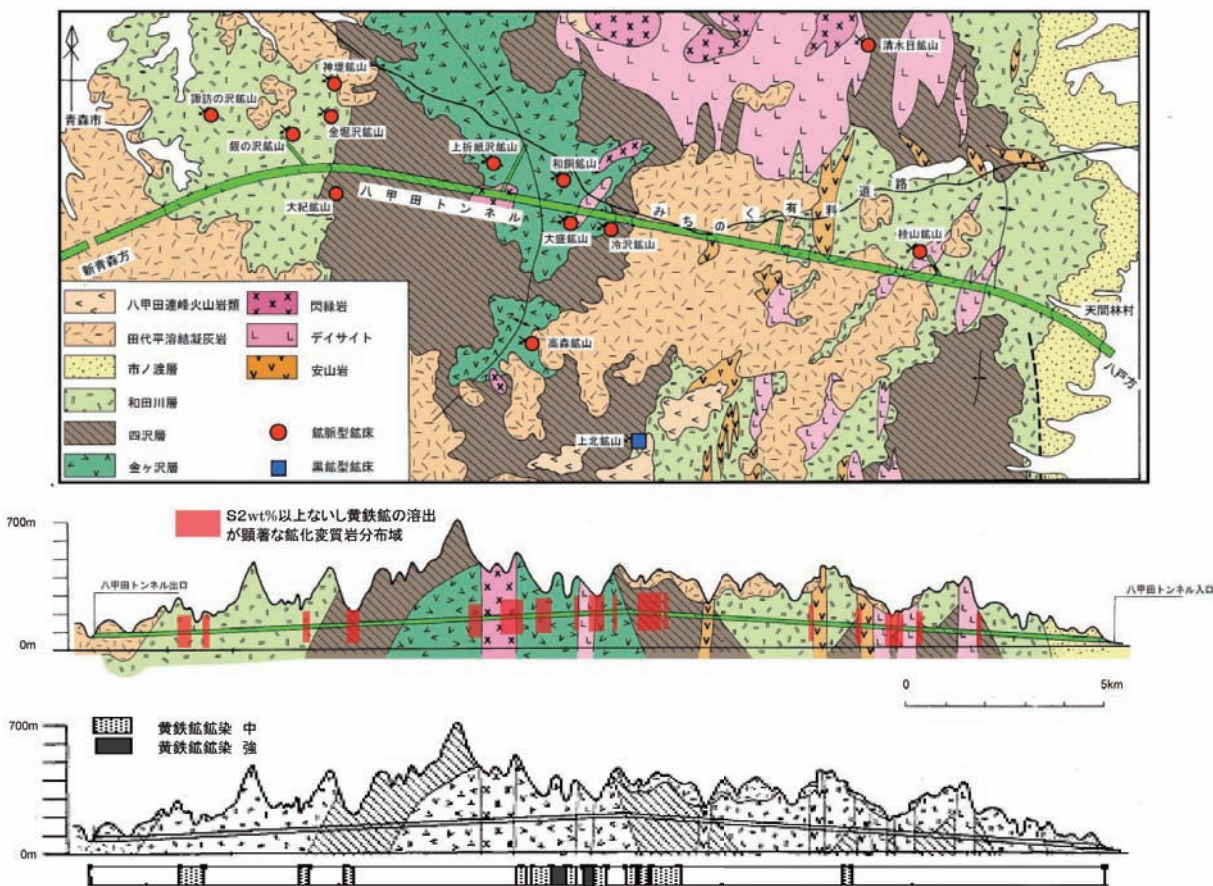 清水目鉱山
神堤鉱山
諏訪の沢鉱山
青森市
金堀沢鉱山
銀の沢鉱山
上折紙沢鉱山
和銅鉱山
大紀鉱山
八甲田トンネル
みちのく有料道路
大盛鉱山
冷沢鉱山
桂山鉱山
新青森方
天間林村
八戸方
高森鉱山
上北鉱山
八甲田連峰火山岩類
田代平溶結凝灰岩
市ノ渡層
和田川層
四沢層
金ヶ沢層
閃緑岩
デイサイト
安山岩
鉱脈型鉱床
黒鉱型鉱床
700m
S2wt%以上ないし黄鉄鉱の溶出
が顕著な鉱化変質岩分布域
八甲田トンネル出口
八甲田トンネル入口
0m
0
5km
700m
黄鉄鉱鉱染 中
黄鉄鉱鉱染 強
0m